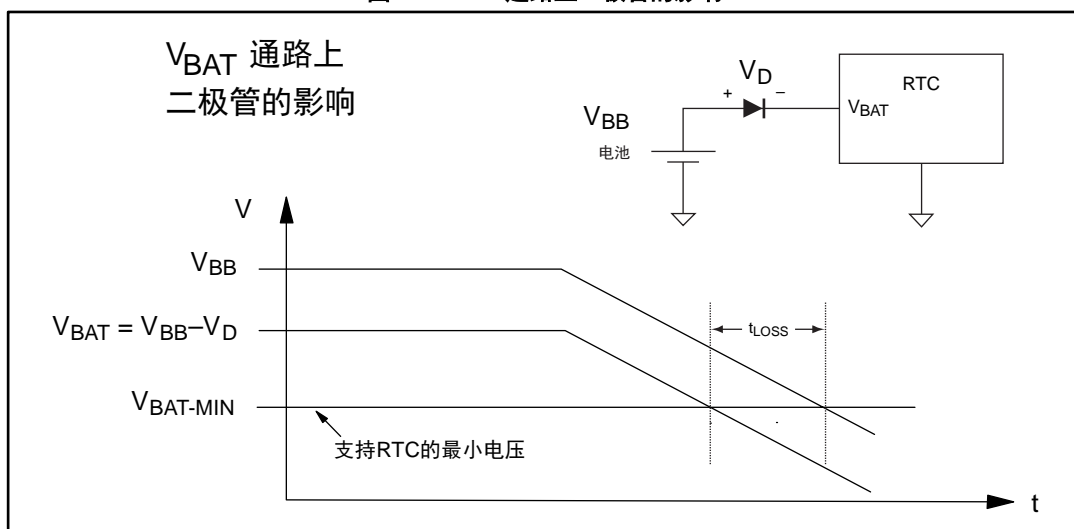 V_BAT 通路上
二极管的影响
V_D
+ −
RTC
V_BAT
V_BB
电池
V
V_BB
V_BAT = V_BB–V_D
t_LOSS
V_BAT-MIN
支持RTC的最小电压
t